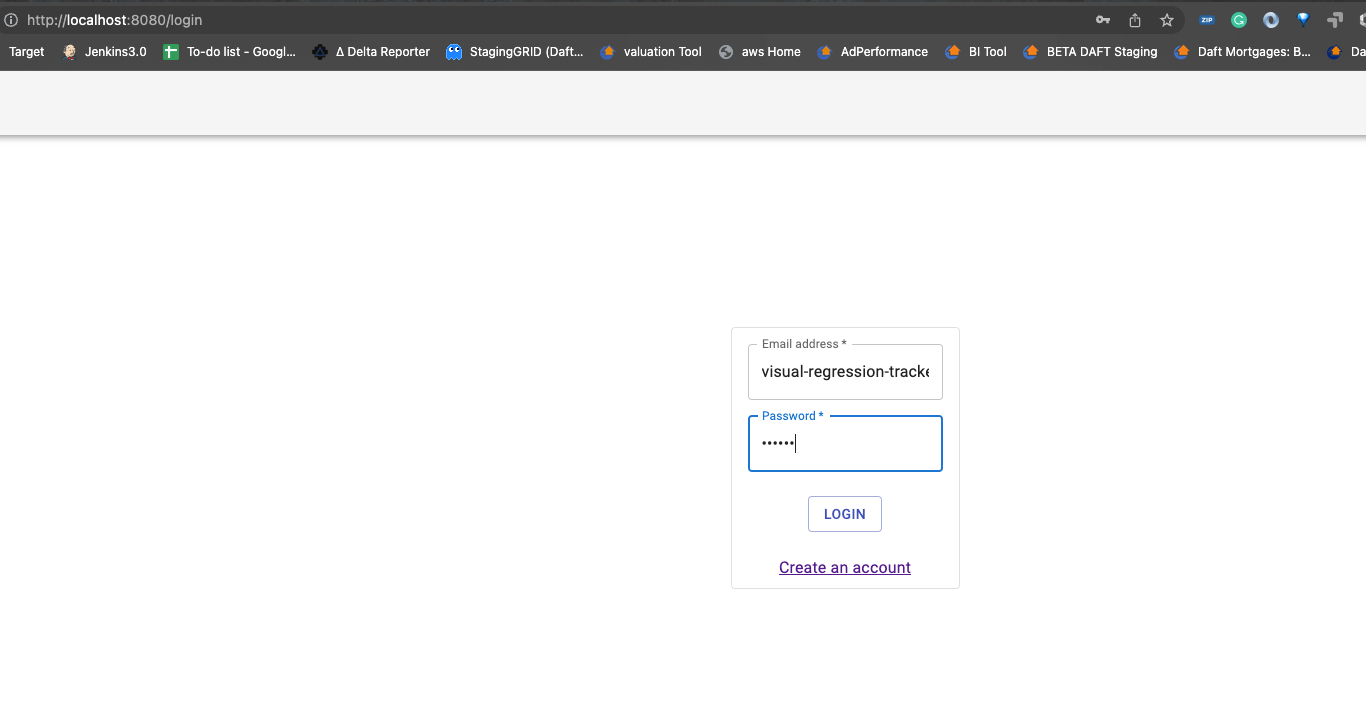 http://localhost:8080/login
ZIP
Target Jenkins3.0 To-do list - Googl... Δ Delta Reporter StagingGRID (Daft... valuation Tool aws Home AdPerformance BI Tool BETA DAFT Staging Daft Mortgages: B... Da
Email address *
visual-regression-tracke
Password *
••••••
LOGIN
Create an account